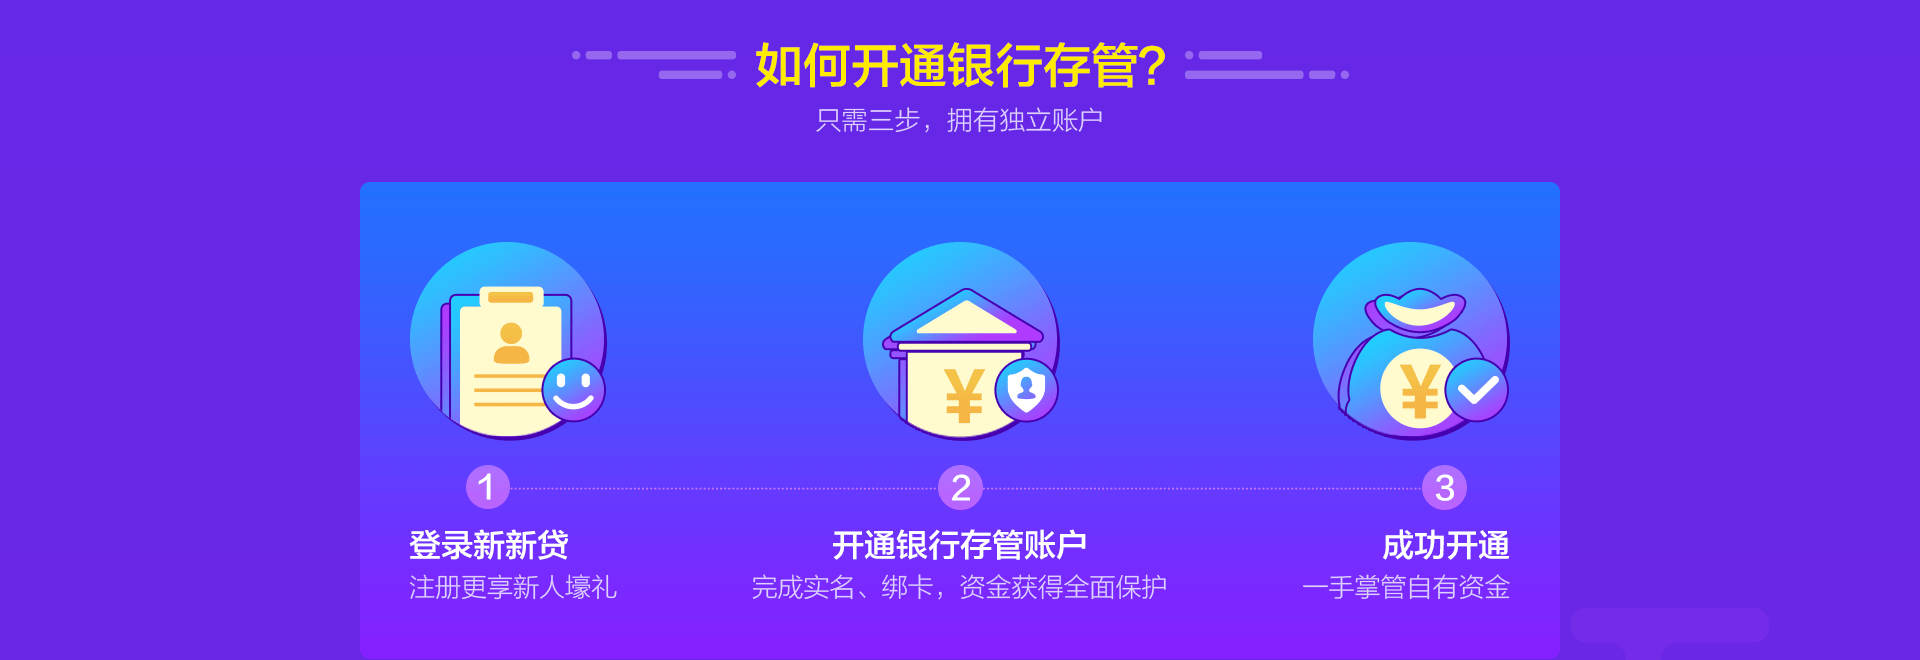 如何开通银行存管?
只需三步，拥有独立账户
¥
¥
1
2
3
登录新新贷
开通银行存管账户
成功开通
注册更享新人壕礼
完成实名、绑卡，资金获得全面保护
一手掌管自有资金